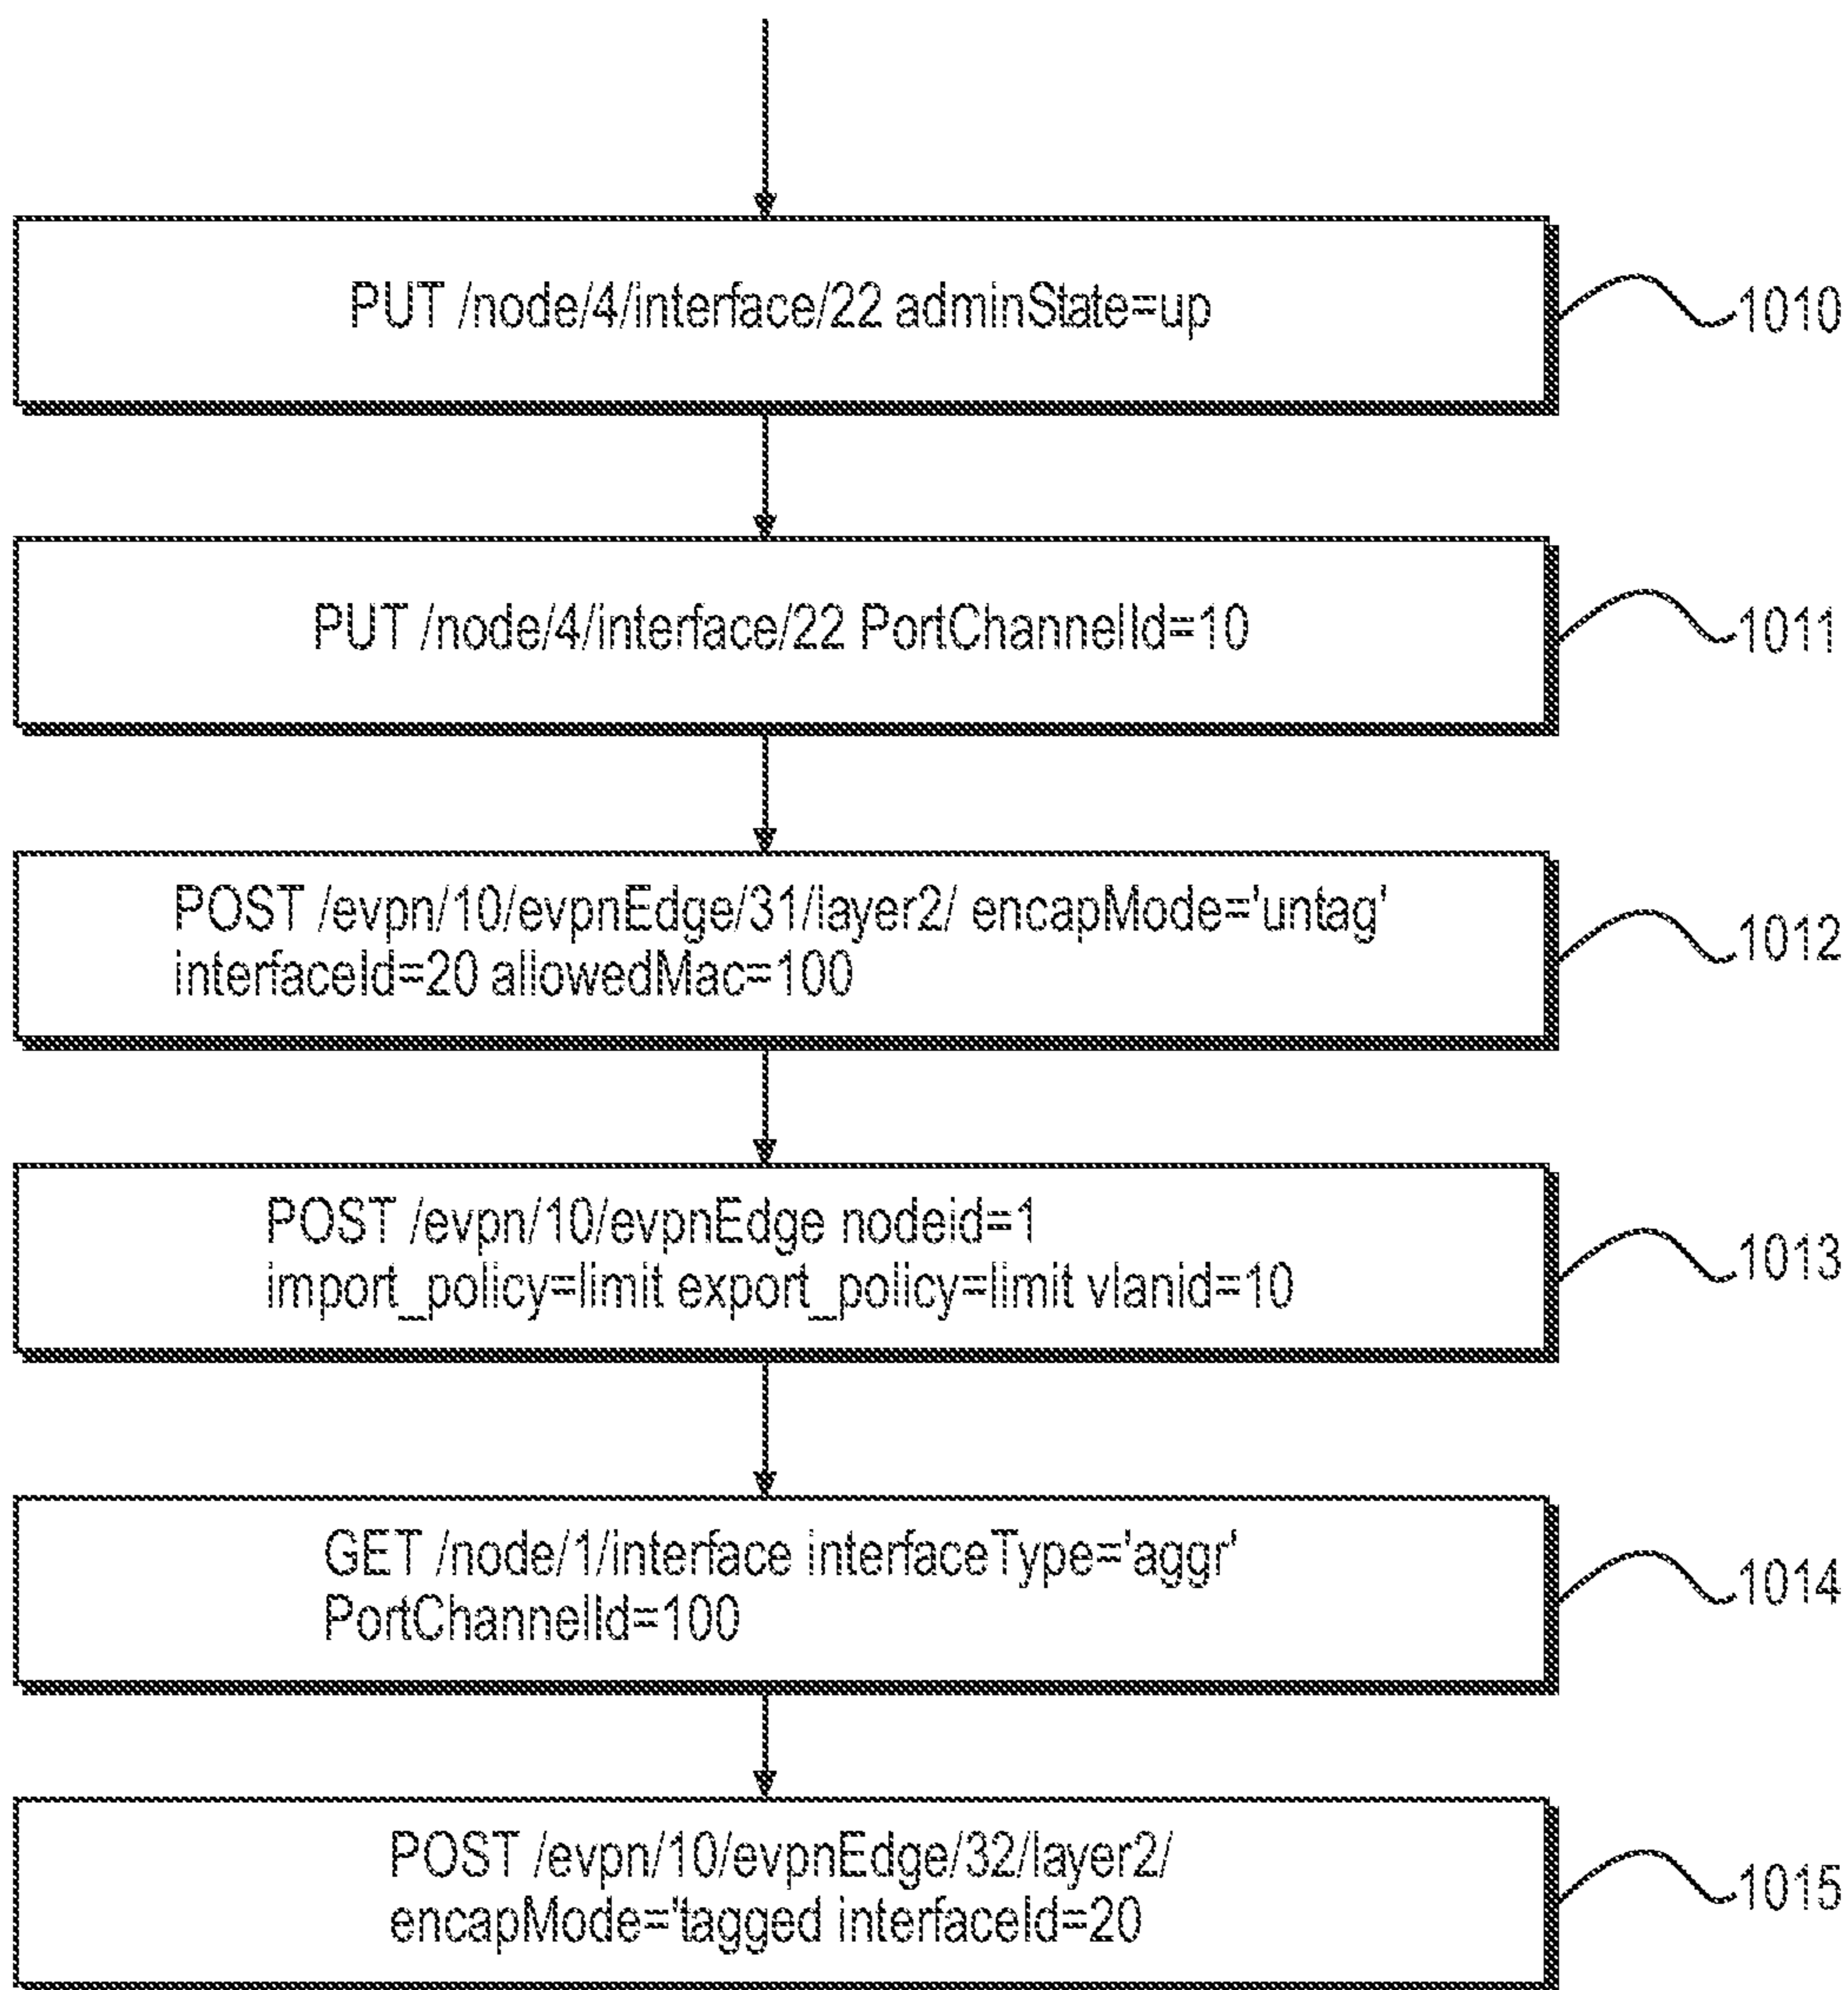 PUT /node/4/interface/22 adminState=up
1010
PUT /node/4/interface/22 PortChannelId=10
1011
POST /evpn/10/evpnEdge/31/layer2/ encapMode='untag'
interfaceId=20 allowedMac=100
1012
POST /evpn/10/evpnEdge nodeid=1
import_policy=limit export_policy=limit vlanid=10
1013
GET /node/1/interface interfaceType='aggr'
PortChannelId=100
1014
POST /evpn/10/evpnEdge/32/layer2/
encapMode='tagged interfaceId=20
1015